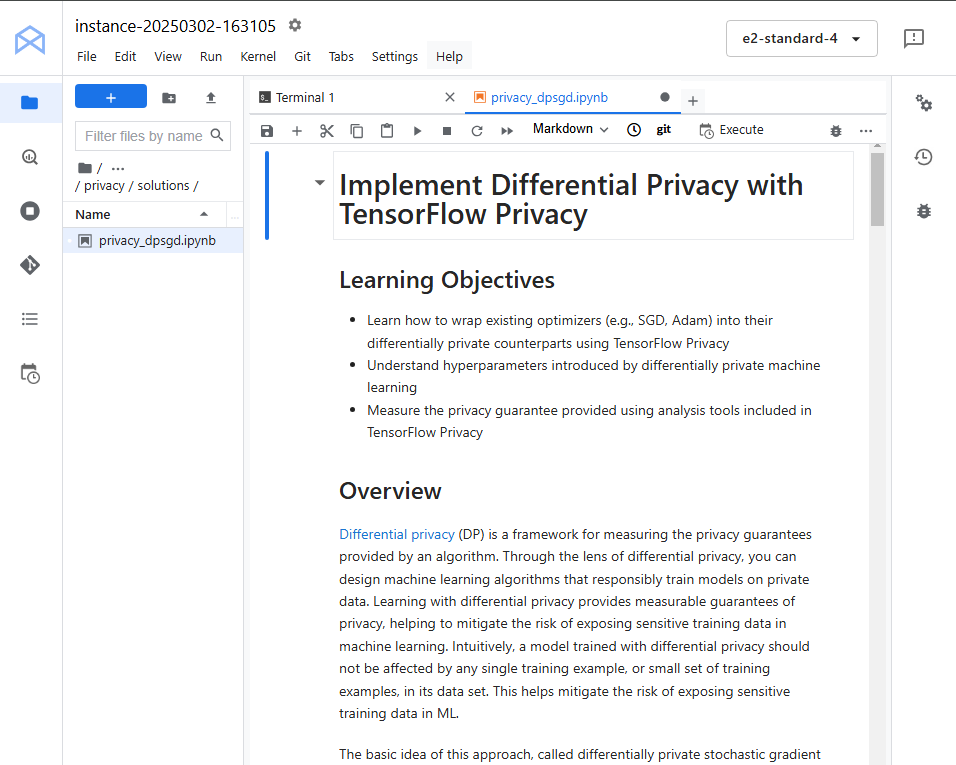 instance-20250302-163105
File Edit View Run Kernel Git Tabs Settings Help
e2-standard-4
+
Filter files by name
/ ···
/ privacy / solutions /
Name
privacy_dpsgd.ipynb
Terminal 1
privacy_dpsgd.ipynb
Markdown
git
Execute
Implement Differential Privacy with
TensorFlow Privacy
Learning Objectives
• Learn how to wrap existing optimizers (e.g., SGD, Adam) into their
differentially private counterparts using TensorFlow Privacy
• Understand hyperparameters introduced by differentially private machine
learning
• Measure the privacy guarantee provided using analysis tools included in
TensorFlow Privacy
Overview
Differential privacy (DP) is a framework for measuring the privacy guarantees
provided by an algorithm. Through the lens of differential privacy, you can
design machine learning algorithms that responsibly train models on private
data. Learning with differential privacy provides measurable guarantees of
privacy, helping to mitigate the risk of exposing sensitive training data in
machine learning. Intuitively, a model trained with differential privacy should
not be affected by any single training example, or small set of training
examples, in its data set. This helps mitigate the risk of exposing sensitive
training data in ML.
The basic idea of this approach, called differentially private stochastic gradient